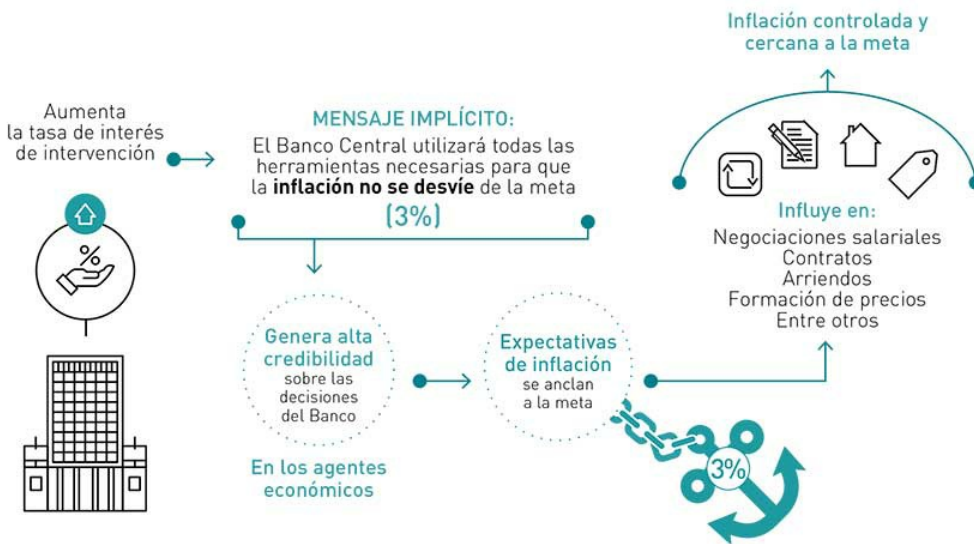 Aumenta
la tasa de interés
de intervención
MENSAJE IMPLÍCITO:
El Banco Central utilizará todas las
herramientas necesarias para que
la inflación no se desvíe de la meta
(3%)
%
Genera alta
credibilidad
sobre las
decisiones
del Banco
En los agentes
económicos
Expectativas
de inflación
se anclan
a la meta
3%
Influye en:
Negociaciones salariales
Contratos
Arriendos
Formación de precios
Entre otros
Inflación controlada y
cercana a la meta